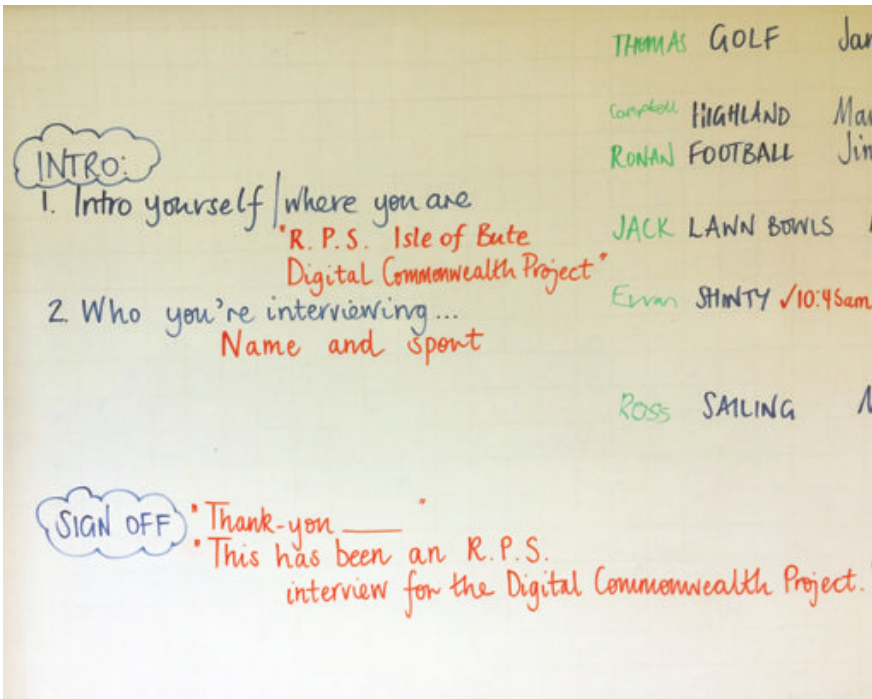 THOMAS GOLF
Campbell HIGHLAND
RONAN FOOTBALL
JACK LAWN BOWLS
Ewan SHINTY ✓10:45am
ROSS SAILING
INTRO:
1. Intro yourself / where you are
"R. P. S. Isle of Bute
Digital Commonwealth Project"
2. Who you're interviewing...
Name and sport
SIGN OFF
"Thank-you ____"
"This has been an R.P.S.
interview for the Digital Commonwealth Project."